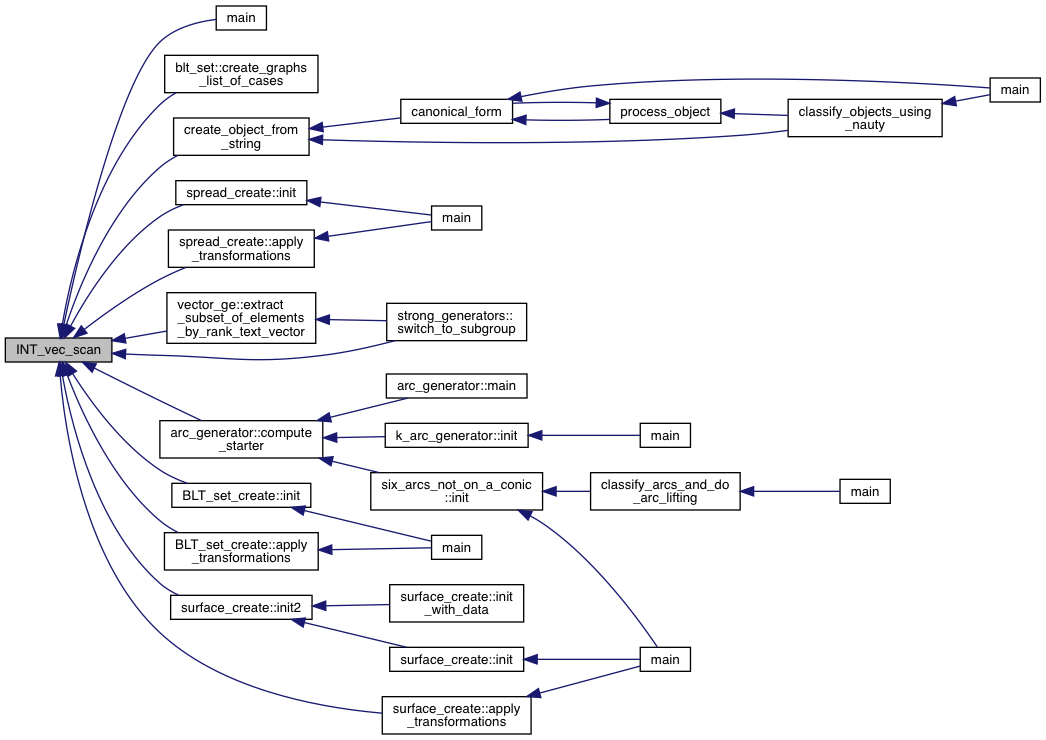 main
blt_set::create_graphs
_list_of_cases
main
canonical_form
process_object
classify_objects_using
_nauty
create_object_from
_string
spread_create::init
main
spread_create::apply
_transformations
vector_ge::extract
_subset_of_elements
_by_rank_text_vector
strong_generators::
switch_to_subgroup
INT_vec_scan
arc_generator::main
arc_generator::compute
_starter
k_arc_generator::init
main
six_arcs_not_on_a_conic
::init
classify_arcs_and_do
_arc_lifting
main
BLT_set_create::init
BLT_set_create::apply
_transformations
main
surface_create::init2
surface_create::init
_with_data
surface_create::init
main
surface_create::apply
_transformations